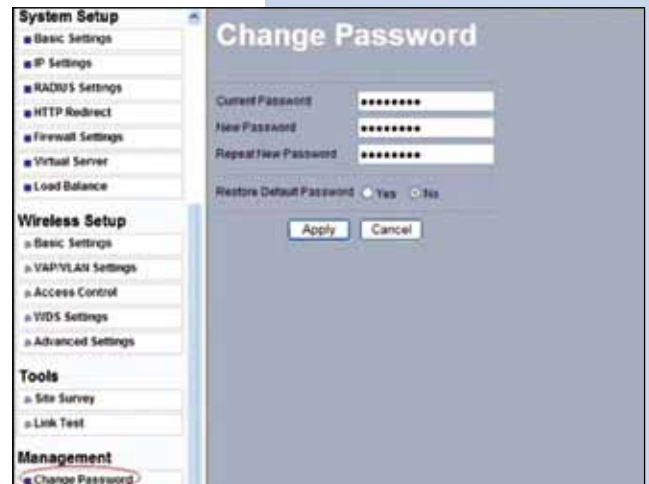 System Setup
Basic Settings
IP Settings
RADIUS Settings
HTTP Redirect
Firewall Settings
Virtual Server
Load Balance
Wireless Setup
Basic Settings
VAP/VLAN Settings
Access Control
WDS Settings
Advanced Settings
Tools
Site Survey
Link Test
Management
Change Password
Change Password
Current Password ••••••••
New Password ••••••••
Repeat New Password ••••••••
Restore Default Password Yes No
Apply Cancel